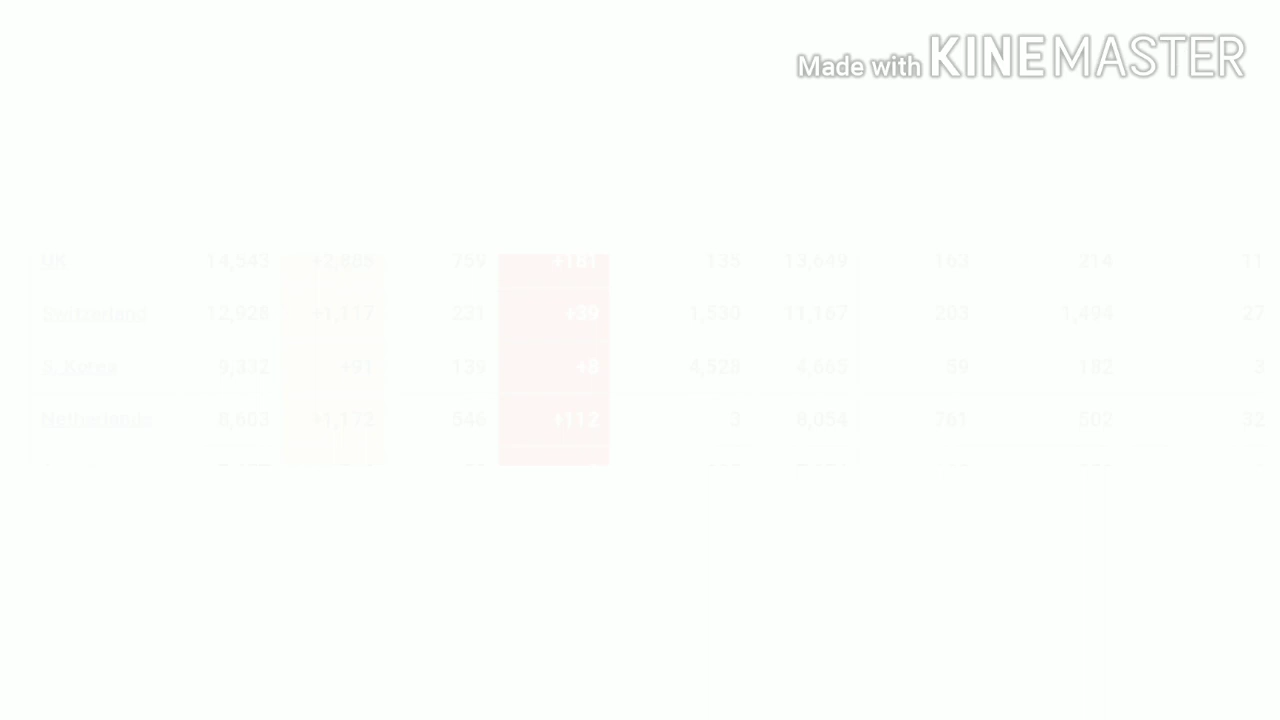 Made with KINEMASTER
UK 14,543 +2,885 759 +181 135 13,649 163 214 11
Switzerland 12,928 +1,117 231 +39 1,530 11,167 203 1,494 27
S. Korea 9,332 +91 139 +8 4,528 4,665 59 182 3
Netherlands 8,603 +1,172 546 +112 3 8,054 761 502 32